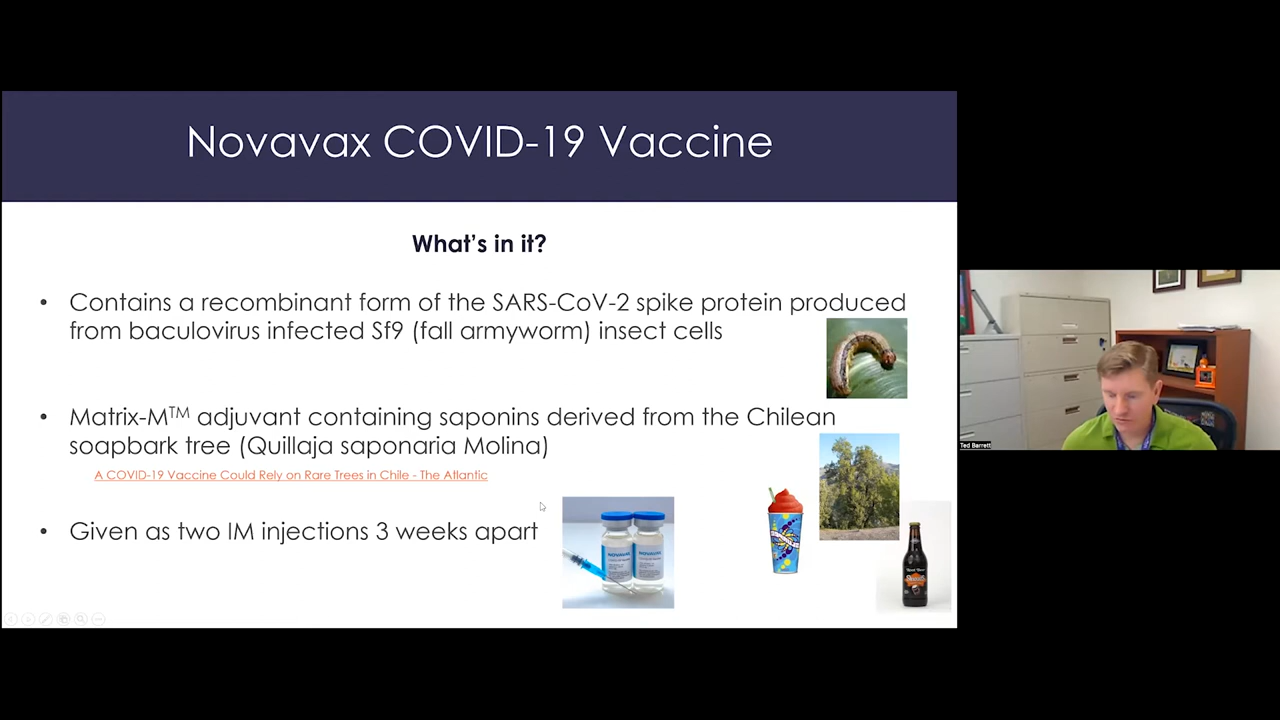 Novavax COVID-19 Vaccine
What's in it?
• Contains a recombinant form of the SARS-CoV-2 spike protein produced
from baculovirus infected Sf9 (fall armyworm) insect cells
• Matrix-M™ adjuvant containing saponins derived from the Chilean
soapbark tree (Quillaja saponaria Molina)
A COVID-19 Vaccine Could Rely on Rare Trees in Chile - The Atlantic
• Given as two IM injections 3 weeks apart
NOVAVAX
NOVAVAX
Ted Barrett